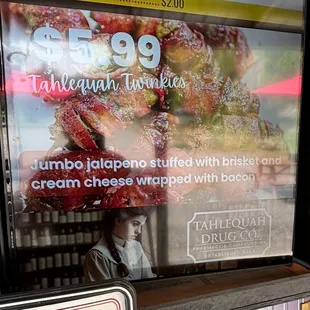 $2.00
$5.99
Tahlequah Twinkies
Jumbo jalapeno stuffed with brisket and
cream cheese wrapped with bacon
TAHLEQUAH
DRUG CO.